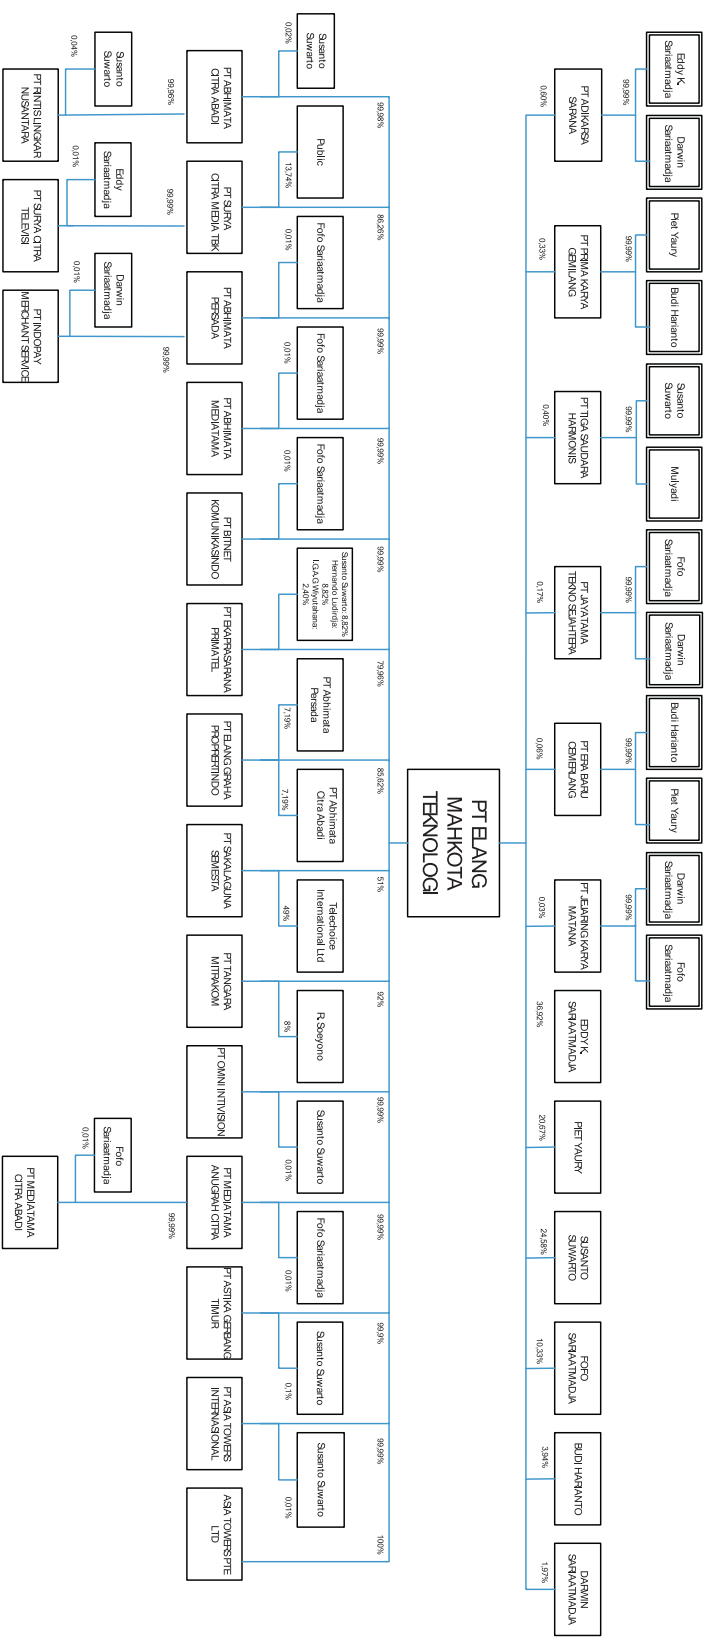 Eddy K.
Sariaatmadja
Darwin
Sariaatmadja
Piet Yaury
Budi Harianto
Susanto
Suwarto
Mulyadi
Fofo
Sariaatmadja
Darwin
Sariaatmadja
Budi Harianto
Piet Yaury
Darwin
Sariaatmadja
Fofo
Sariaatmadja
99,99%
99,99%
99,99%
99,99%
99,99%
99,99%
PT ADIKARSA
SARANA
PT PRIMA KARYA
GEMILANG
PT TIGA SAUDARA
HARMONIS
PT JAYATAMA
TEKNO SEJAHTERA
PT ERA BARU
CEMERLANG
PT JEJARING KARYA
MATANA
EDDY K.
SARIAATMADJA
PIET YAURY
SUSANTO
SUWARTO
FOFO
SARIAATMADJA
BUDI HARIANTO
DARWIN
SARIAATMADJA
0,60%
0,33%
0,40%
0,17%
0,06%
0,03%
36,92%
20,67%
24,58%
10,33%
3,94%
1,97%
PT ELANG
MAHKOTA
TEKNOLOGI
99,98%
86,26%
99,99%
99,99%
99,99%
79,96%
85,62%
51%
92%
99,99%
99,99%
99,9%
99,99%
100%
Susanto
Suwarto
Public
Fofo Sariaatmadja
Fofo Sariaatmadja
Fofo Sariaatmadja
Susanto Suwarto: 8,82%
Hernando Ludirdja:
8,82%
I.G.A.G Wiyutahana:
2,40%
PT Abhimata
Persada
PT Abhimata
Citra Abadi
Telechoice
International Ltd
R. Soeyono
Susanto Suwarto
Fofo Sariaatmadja
Susanto Suwarto
Susanto Suwarto
0,02%
13,74%
0,01%
0,01%
0,01%
7,19%
7,19%
49%
8%
0,01%
0,01%
0,1%
0,01%
PT ABHIMATA
CITRA ABADI
PT SURYA
CITRA MEDIA TBK
PT ABHIMATA
PERSADA
PT ABHIMATA
MEDIATAMA
PT BITNET
KOMUNIKASINDO
PT EKAPRASARANA
PRIMATEL
PT ELANG GRAHA
PROPERTINDO
PT SAKALAGUNA
SEMESTA
PT TANGARA
MITRAKOM
PT OMNI INTIVISION
PT MEDIATAMA
ANUGRAH CITRA
PT ASTIKA GERBANG
TIMUR
PT ASIA TOWERS
INTERNASIONAL
ASIA TOWERS PTE
LTD
99,96%
99,99%
99,99%
99,99%
Susanto
Suwarto
Eddy
Sariaatmadja
Darwin
Sariaatmadja
Fofo
Sariaatmadja
0,04%
0,01%
0,01%
0,01%
PT RINTIS LINGKAR
NUSANTARA
PT SURYA CITRA
TELEVISI
PT INDOPAY
MERCHANT SERVICE
PT MEDIATAMA
CITRA ABADI